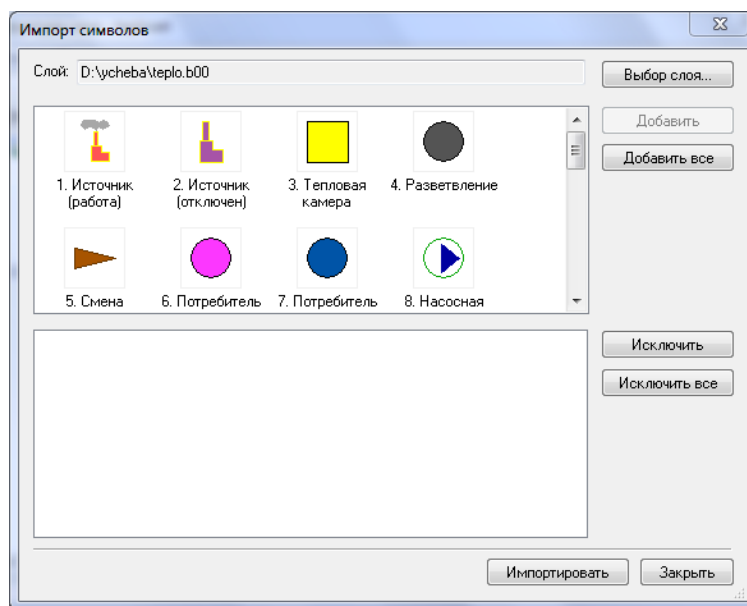 Импорт символов
Слой: D:\ycheba\teplo.b00
Выбор слоя...
Добавить
Добавить все
1. Источник (работа)
2. Источник (отключен)
3. Тепловая камера
4. Разветвление
5. Смена
6. Потребитель
7. Потребитель
8. Насосная
Исключить
Исключить все
Импортировать
Закрыть